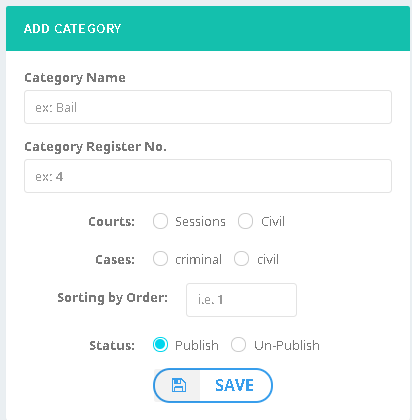 ADD CATEGORY
Category Name
ex: Bail
Category Register No.
ex: 4
Courts: Sessions Civil
Cases: criminal civil
Sorting by Order: i.e. 1
Status: Publish Un-Publish
SAVE